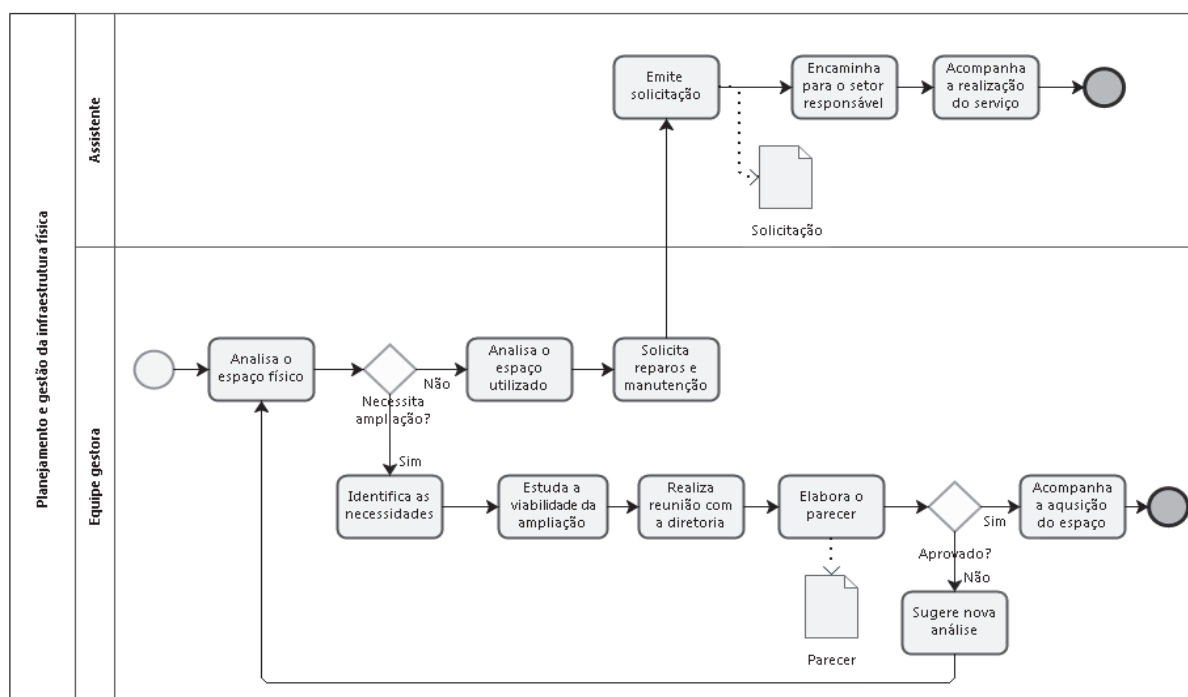 Planejamento e gestão da infraestrutura física
Assistente
Emite
solicitação
Encaminha
para o setor
responsável
Acompanha
a realização
do serviço
Solicitação
Equipe gestora
Analisa o
espaço físico
Necessita
ampliação?
Não
Analisa o
espaço
utilizado
Solicita
reparos e
manutenção
Sim
Identifica as
necessidades
Estuda a
viabilidade da
ampliação
Realiza
reunião com
a diretoria
Elabora o
parecer
Parecer
Aprovado?
Sim
Acompanha
a aqusição
do espaço
Não
Sugere nova
análise